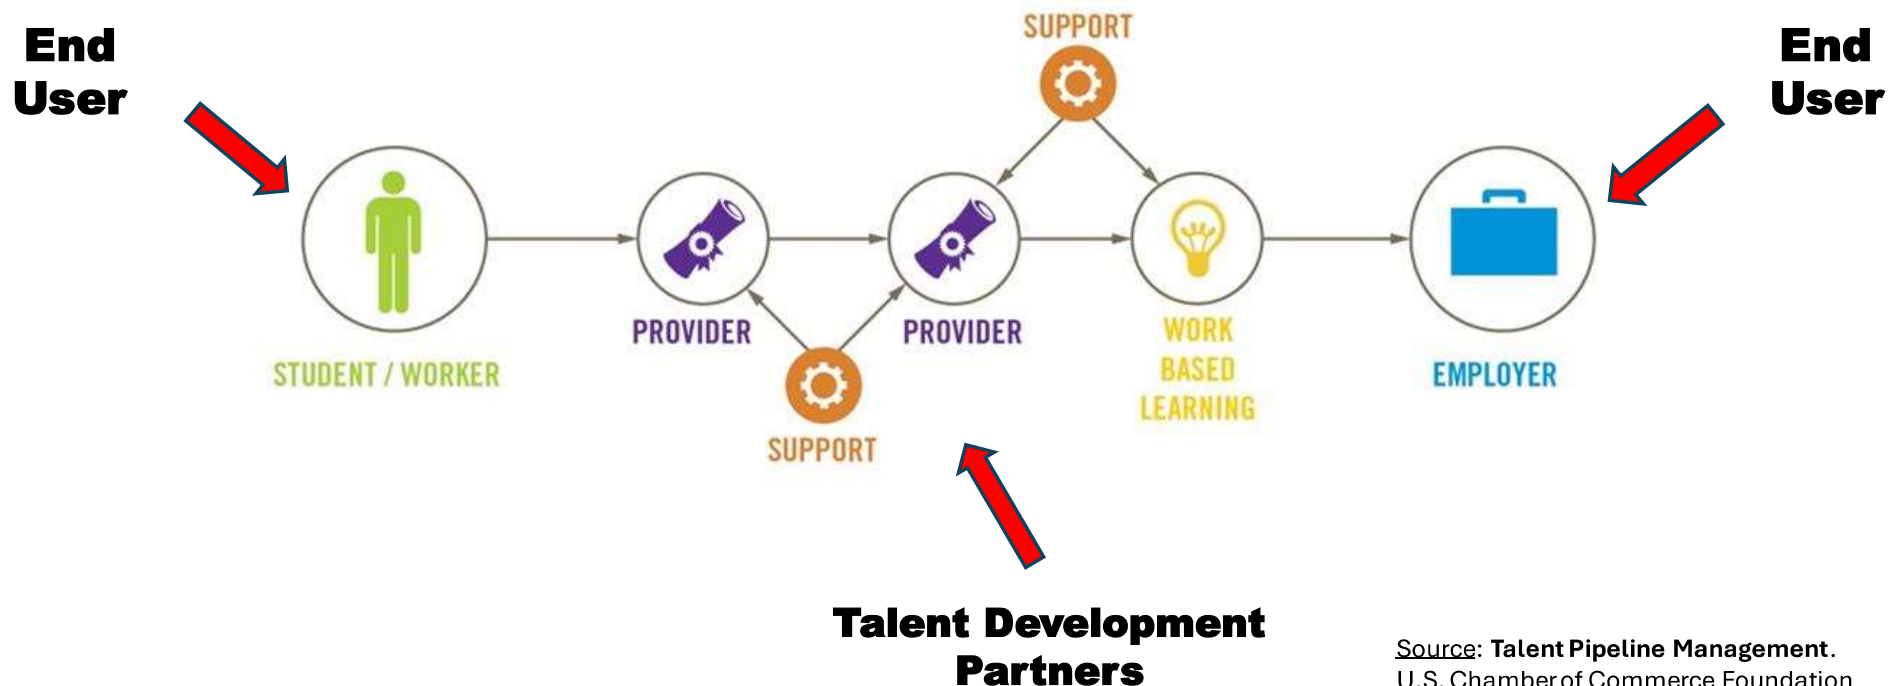 End
User
SUPPORT
End
User
STUDENT / WORKER
PROVIDER
SUPPORT
PROVIDER
WORK
BASED
LEARNING
EMPLOYER
Talent Development
Partners
Source: Talent Pipeline Management.
U.S. Chamber of Commerce Foundation